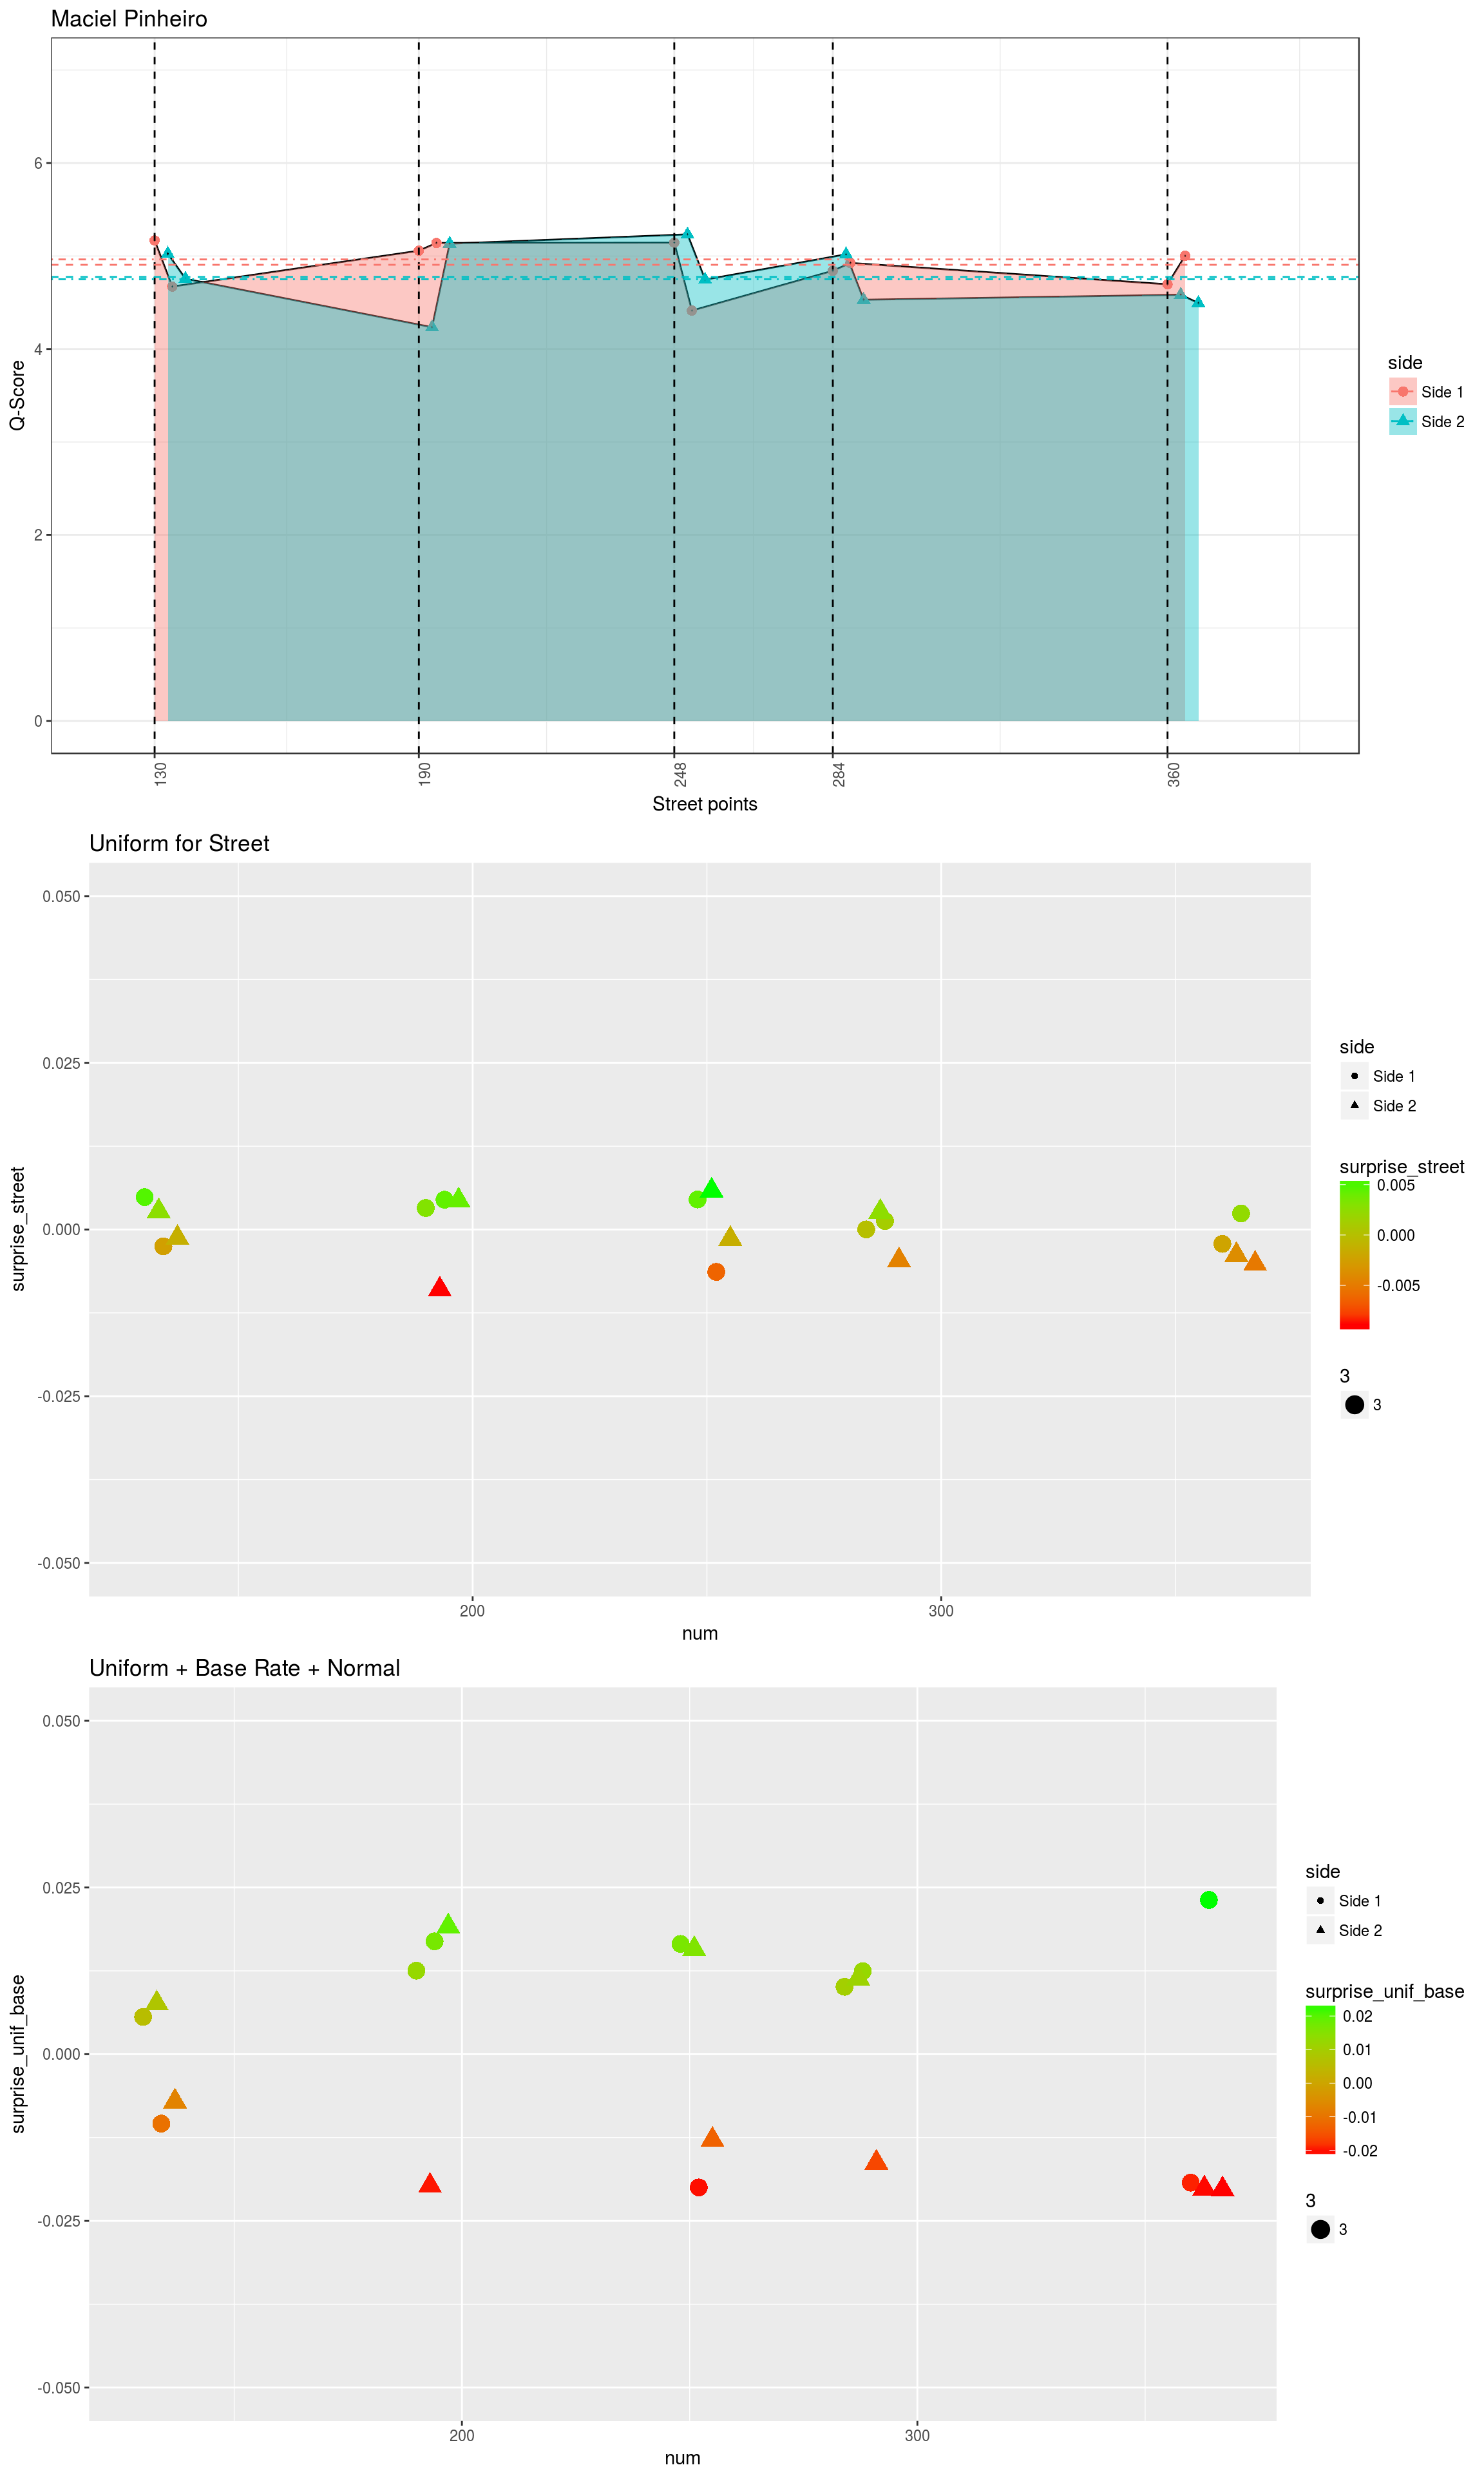 Maciel Pinheiro
6
4
2
0
Q-Score
130
190
248
284
360
Street points
side
Side 1
Side 2
Uniform for Street
0.050
0.025
0.000
-0.025
-0.050
surprise_street
200
300
num
side
Side 1
Side 2
surprise_street
0.005
0.000
-0.005
3
3
Uniform + Base Rate + Normal
0.050
0.025
0.000
-0.025
-0.050
surprise_unif_base
200
300
num
side
Side 1
Side 2
surprise_unif_base
0.02
0.01
0.00
-0.01
-0.02
3
3